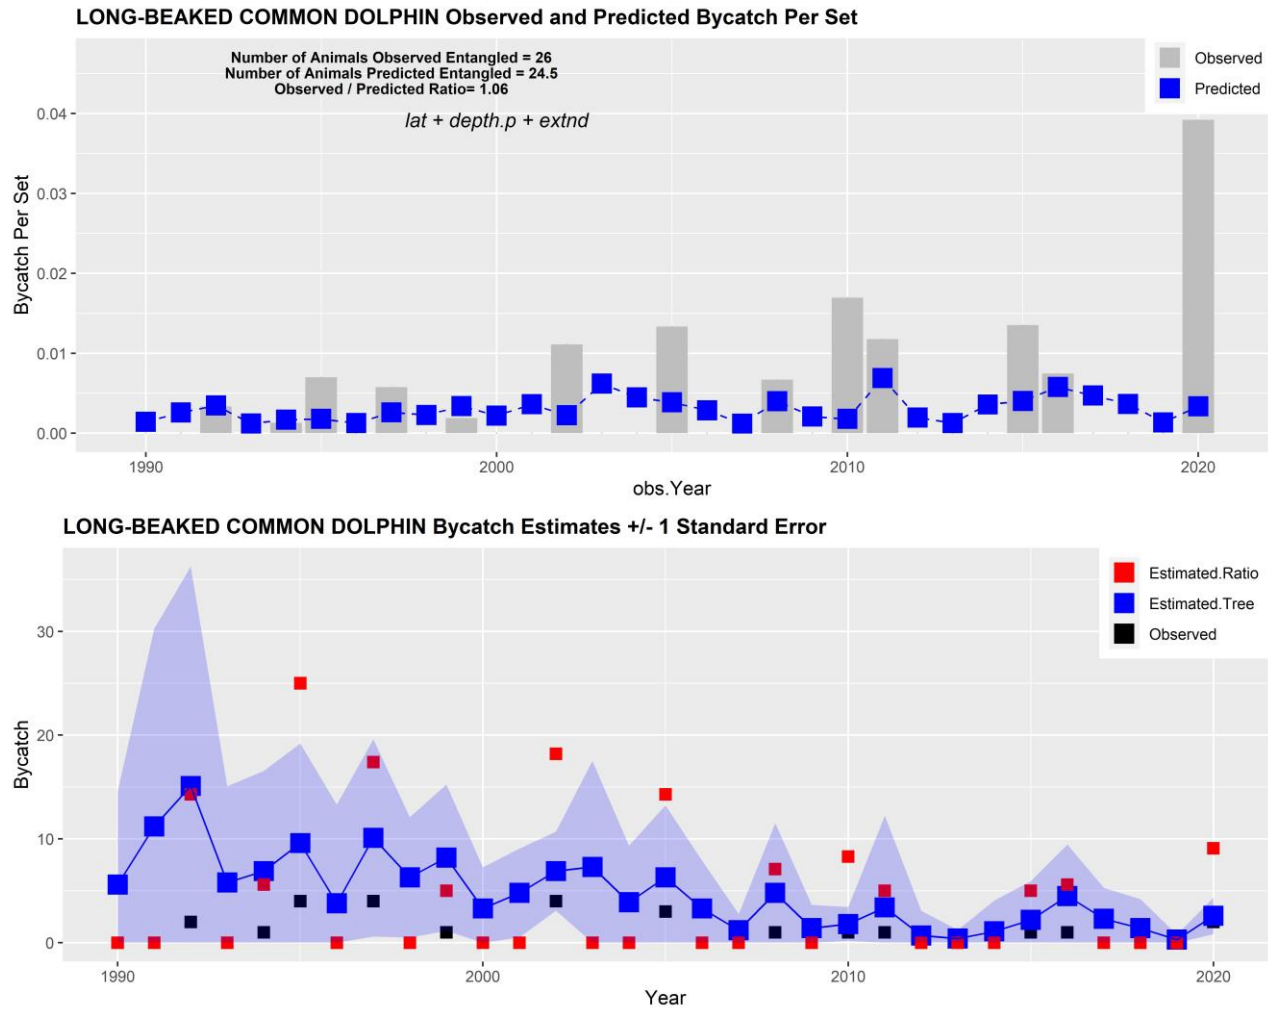 LONG-BEAKED COMMON DOLPHIN Observed and Predicted Bycatch Per Set
Number of Animals Observed Entangled = 26
Number of Animals Predicted Entangled = 24.5
Observed / Predicted Ratio= 1.06
lat + depth.p + extnd
Observed
Predicted
Bycatch Per Set
0.04
0.03
0.02
0.01
0.00
1990 2000 2010 2020
obs.Year
LONG-BEAKED COMMON DOLPHIN Bycatch Estimates +/- 1 Standard Error
Estimated.Ratio
Estimated.Tree
Observed
Bycatch
30
20
10
0
1990 2000 2010 2020
Year